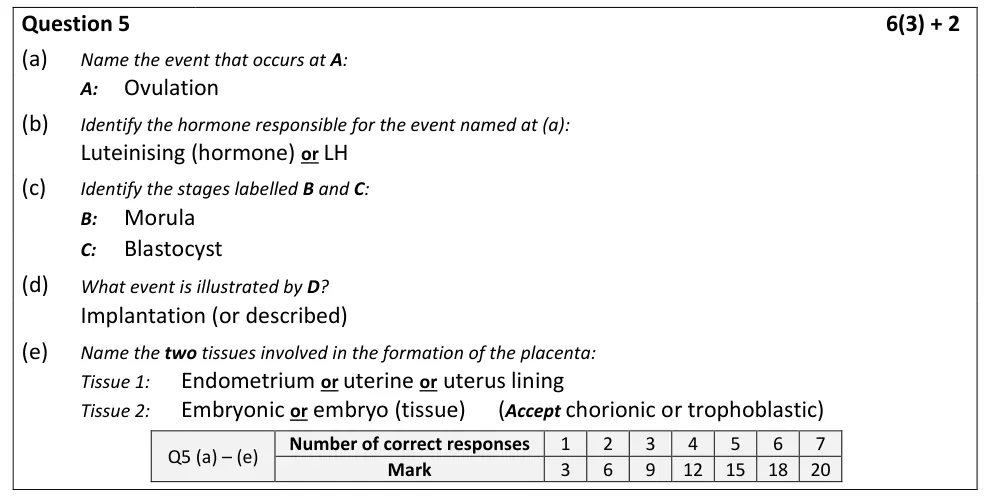 Question 5 6(3) + 2
(a) Name the event that occurs at A:
A: Ovulation
(b) Identify the hormone responsible for the event named at (a):
Luteinising (hormone) or LH
(c) Identify the stages labelled B and C:
B: Morula
C: Blastocyst
(d) What event is illustrated by D?
Implantation (or described)
(e) Name the two tissues involved in the formation of the placenta:
Tissue 1: Endometrium or uterine or uterus lining
Tissue 2: Embryonic or embryo (tissue) (Accept chorionic or trophoblastic)
Q5 (a) – (e)
Number of correct responses 1 2 3 4 5 6 7
Mark 3 6 9 12 15 18 20